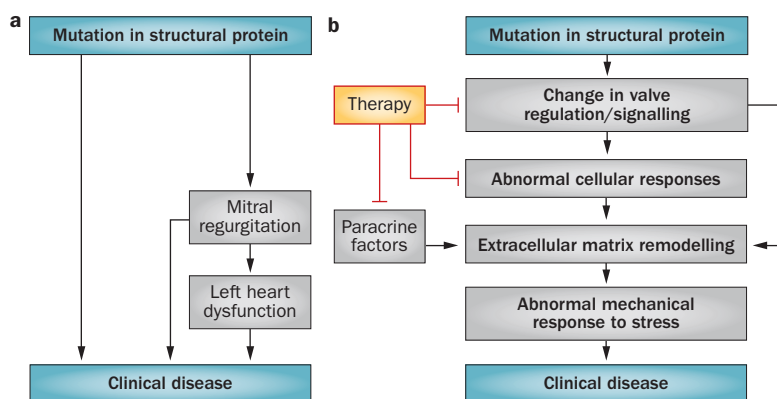 a
Mutation in structural protein
Mitral
regurgitation
Left heart
dysfunction
Clinical disease
b
Mutation in structural protein
Therapy
Change in valve
regulation/signalling
Abnormal cellular responses
Paracrine
factors
Extracellular matrix remodelling
Abnormal mechanical
response to stress
Clinical disease